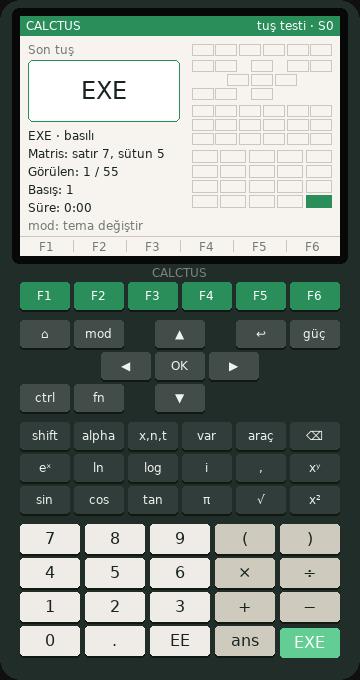 CALCTUS tuş testi · S0
Son tuş
EXE
EXE · basılı
Matris: satır 7, sütun 5
Görülen: 1 / 55
Basış: 1
Süre: 0:00
mod: tema değiştir
F1 F2 F3 F4 F5 F6
CALCTUS
F1 F2 F3 F4 F5 F6
⌂ mod ▲ ↩ güç
◀ OK ▶
ctrl fn ▼
shift alpha x,n,t var araç ⌫
eˣ ln log i , xʸ
sin cos tan π √ x²
7 8 9 ( )
4 5 6 × ÷
1 2 3 + −
0 . EE ans EXE